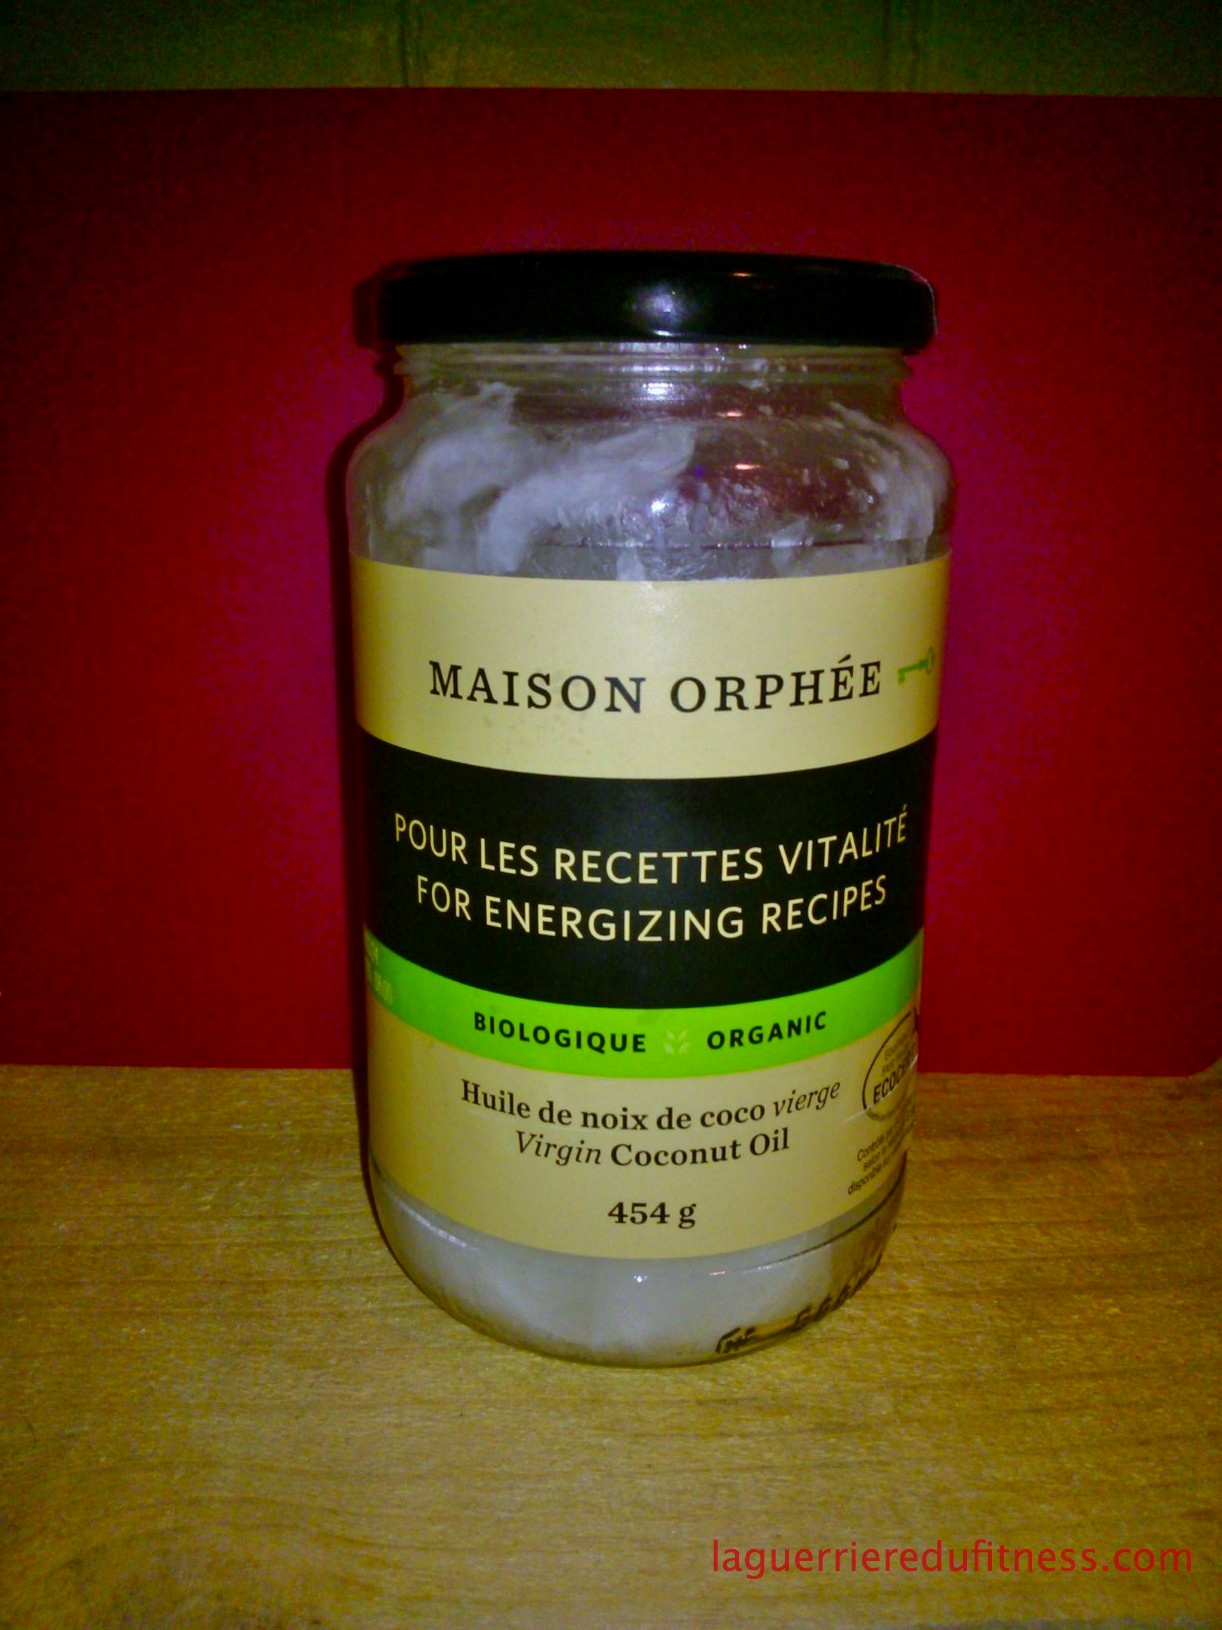 MAISON ORPHÉE
POUR LES RECETTES VITALITÉ
FOR ENERGIZING RECIPES
BIOLOGIQUE ORGANIC
Huile de noix de coco vierge
Virgin Coconut Oil
454 g
laguerrieredufitness.com